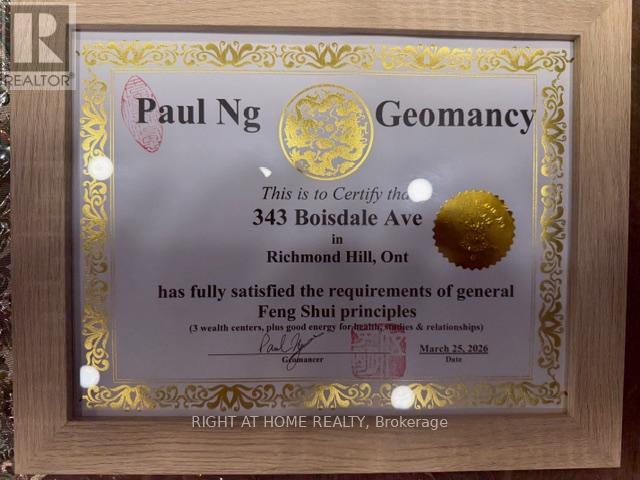 R
REALTOR®
Paul Ng Geomancy
This is to Certify tha
343 Boisdale Ave
in
Richmond Hill, Ont
has fully satisfied the requirements of general
Feng Shui principles
(3 wealth centers, plus good energy for health, studies & relationships)
March 25, 2026
Geomancer Date
RIGHT AT HOME REALTY, Brokerage